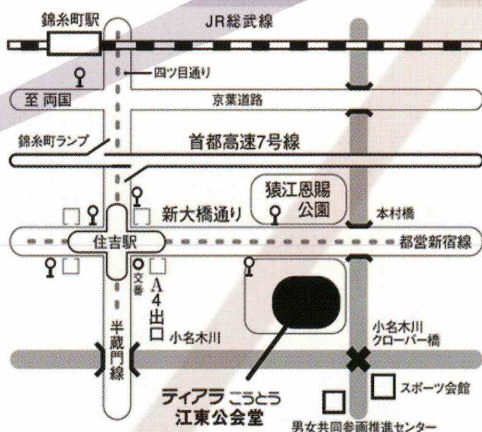 錦糸町駅
JR総武線
四ツ目通り
至 両国
京葉道路
錦糸町ランプ
首都高速7号線
猿江恩賜
公園
新大橋通り
本村橋
住吉駅
都営新宿線
交番
A4出口
半蔵門線
小名木川
小名木川
クローバー橋
ティアラこうとう
江東公会堂
スポーツ会館
男女共同参画推進センター